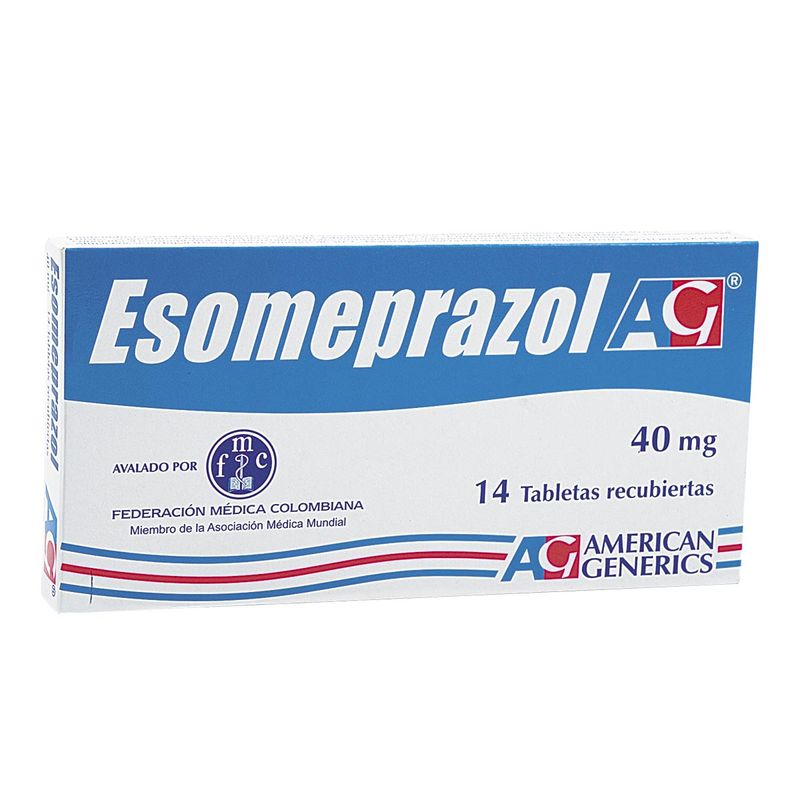 Esomeprazol AG®
40 mg
14 Tabletas recubiertas
AVALADO POR
fmc
FEDERACIÓN MÉDICA COLOMBIANA
Miembro de la Asociación Médica Mundial
AG AMERICAN GENERICS
Esomeprazol
AG®